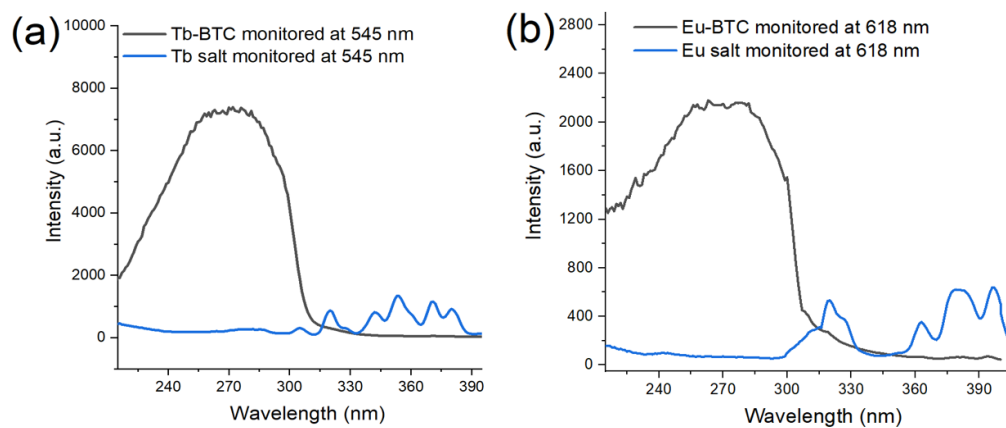 (a)
Tb-BTC monitored at 545 nm
Tb salt monitored at 545 nm
Intensity (a.u.)
10000
8000
6000
4000
2000
0
240 270 300 330 360 390
Wavelength (nm)
(b)
Eu-BTC monitored at 618 nm
Eu salt monitored at 618 nm
Intensity (a.u.)
2800
2400
2000
1600
1200
800
400
0
240 270 300 330 360 390
Wavelength (nm)